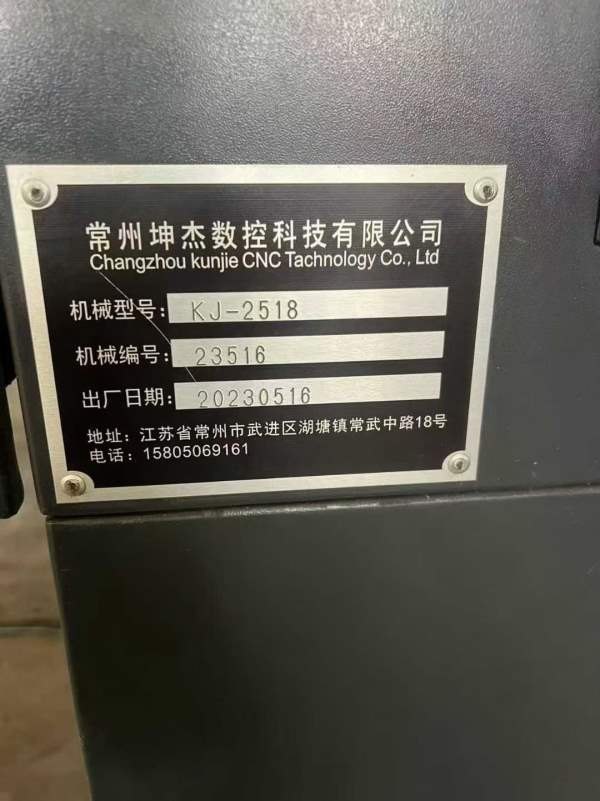 常州坤杰数控科技有限公司
Changzhou kunjie CNC Tachnology Co., Ltd
机械型号: KJ-2518
机械编号: 23516
出厂日期: 20230516
地址: 江苏省常州市武进区湖塘镇常武中路18号
电话: 15805069161